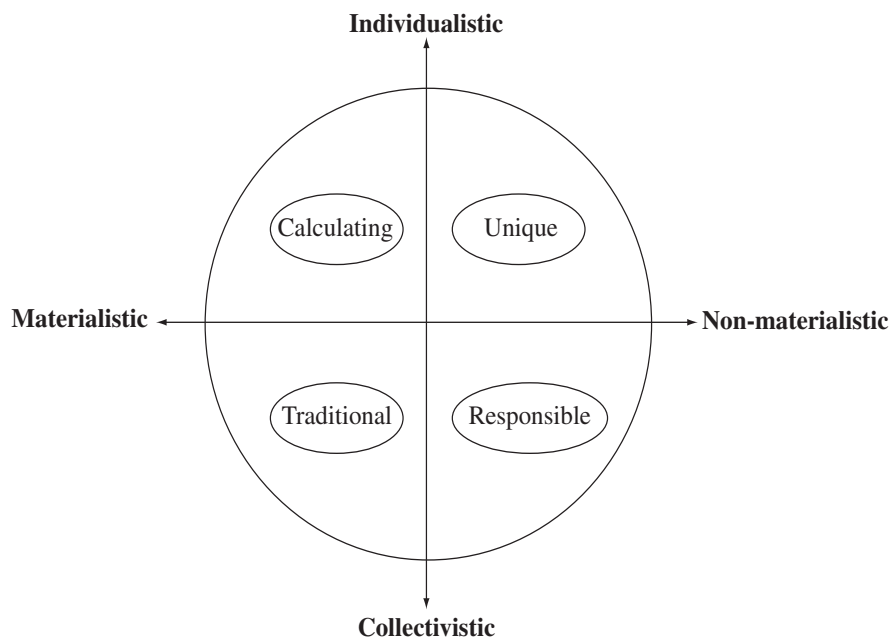 Individualistic
Calculating Unique
Materialistic Non-materialistic
Traditional Responsible
Collectivistic